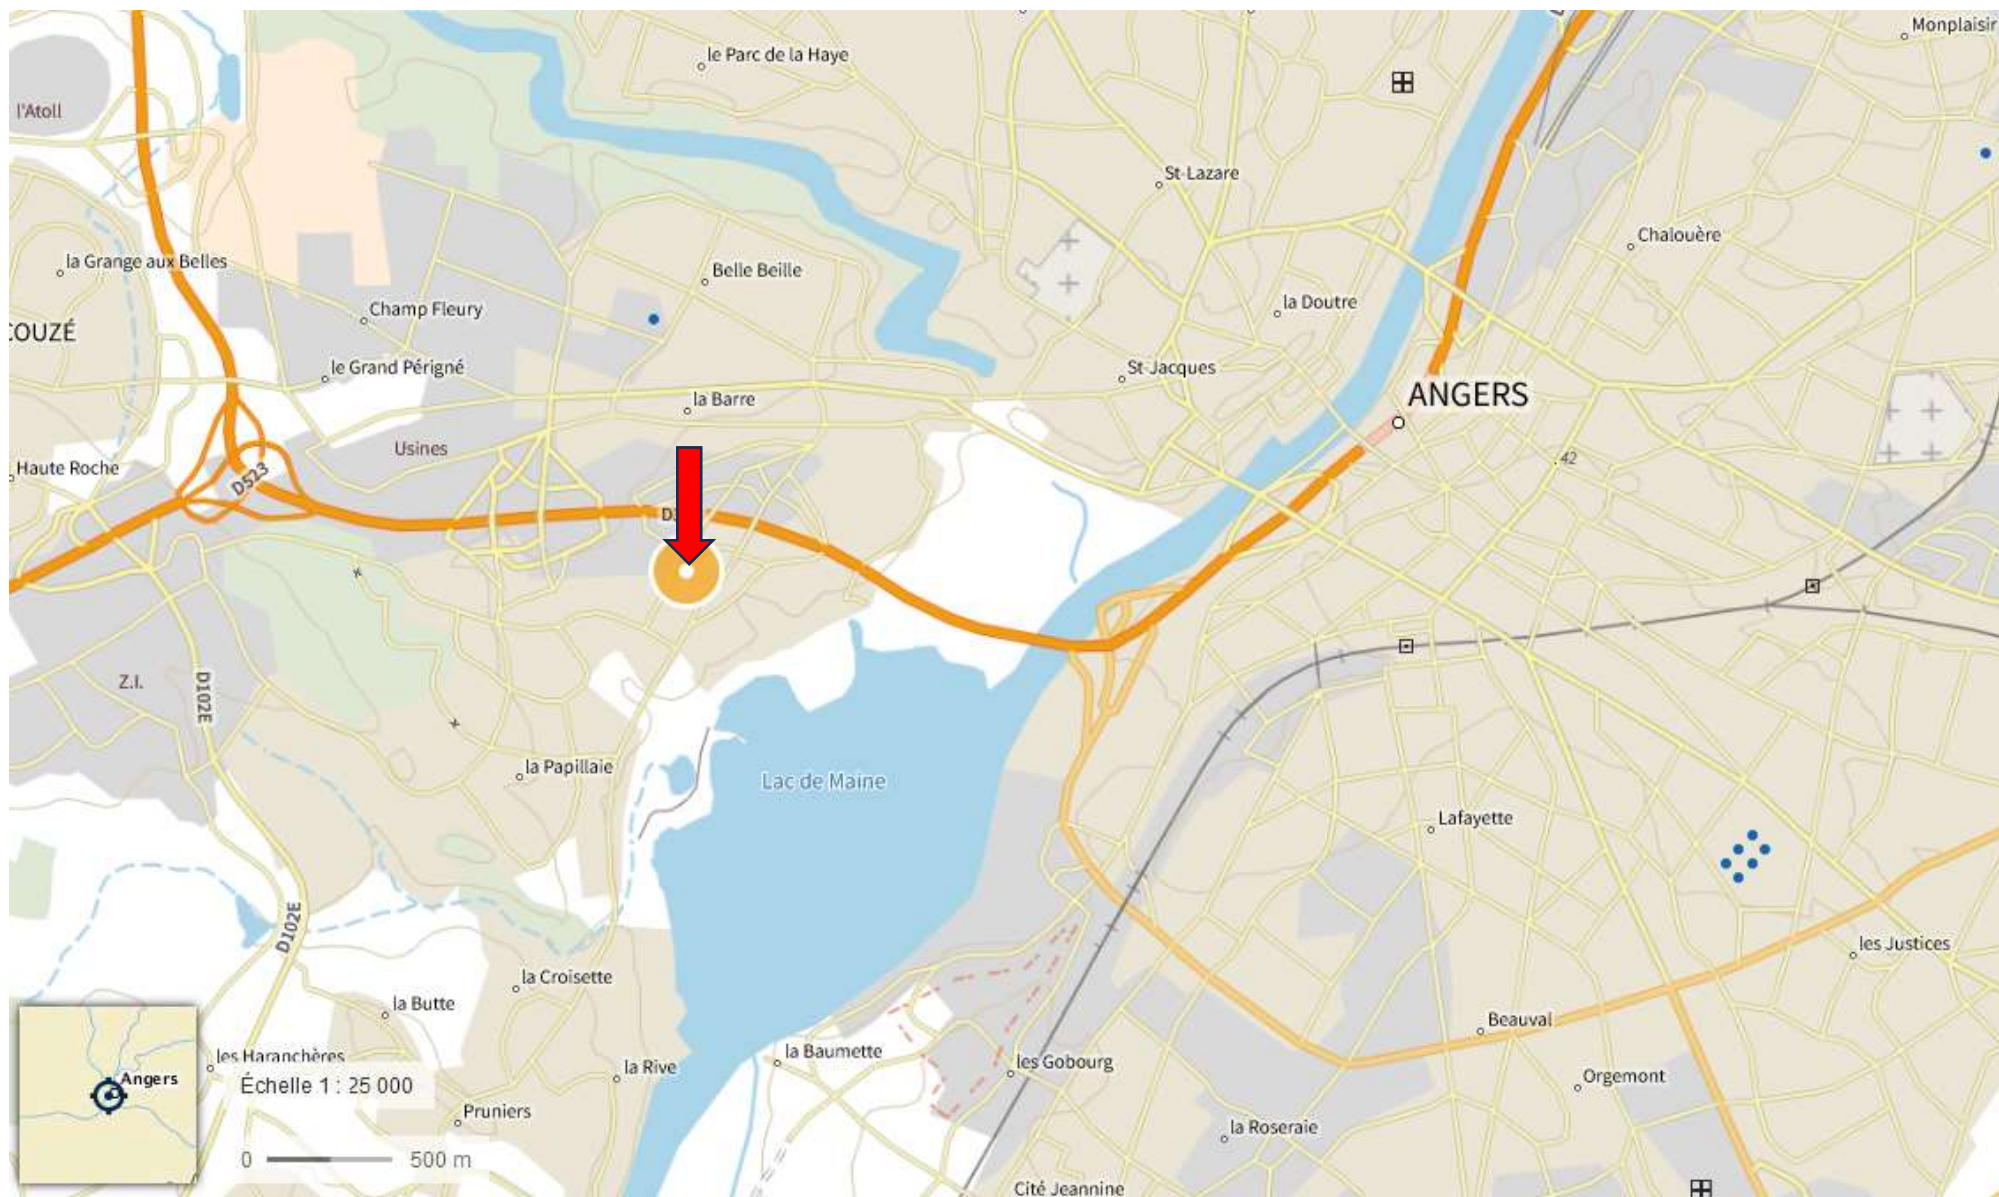 Monplaisir
le Parc de la Haye
l'Atoll
St-Lazare
Chalouère
la Grange aux Belles
Belle Beille
Champ Fleury
la Doutre
COUZÉ
le Grand Périgné
St-Jacques
ANGERS
la Barre
Usines
42
Haute Roche
D523
Z.I.
D102E
la Papillaie
Lac de Maine
Lafayette
D102E
les Justices
la Croisette
la Butte
Beauval
les Haranchères
la Baumette
les Gobourg
la Rive
Angers
Échelle 1 : 25 000
Orgemont
Pruniers
la Roseraie
0 500 m
Cité Jeannine